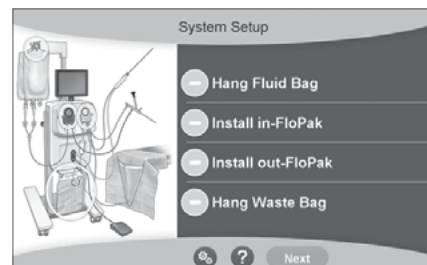 System Setup
Hang Fluid Bag
Install in-FloPak
Install out-FloPak
Hang Waste Bag
?
Next